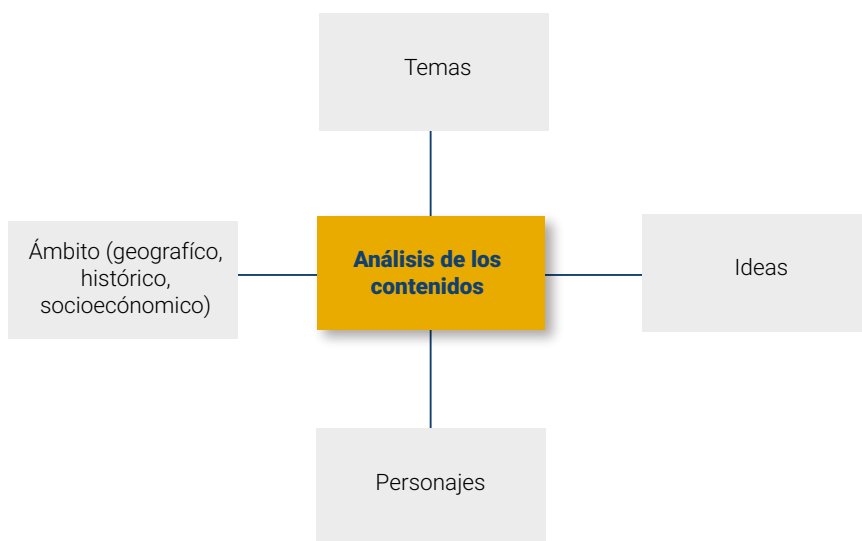 Temas
Ámbito (geografíco,
histórico,
socioecónomico)
Análisis de los
contenidos
Ideas
Personajes